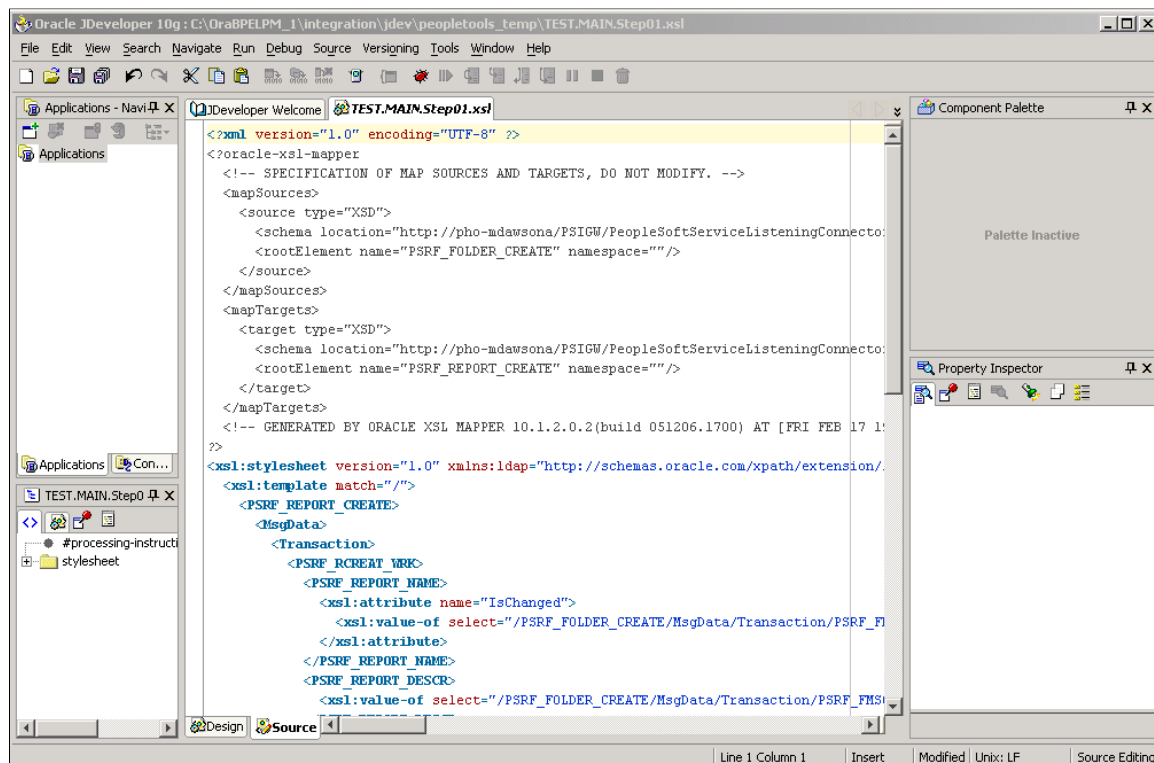 Oracle JDeveloper 10g : C:\OraBPELPM_1\integration\jdev\peopletools_temp\TEST.MAIN.Step01.xsl
File Edit View Search Navigate Run Debug Source Versioning Tools Window Help
Applications - Navi
Applications
Applications
Con...
TEST.MAIN.Step0
#processing-instructi
stylesheet
JDeveloper Welcome
TEST.MAIN.Step01.xsl
<?xml version="1.0" encoding="UTF-8" ?>
<?oracle-xsl-mapper
<!-- SPECIFICATION OF MAP SOURCES AND TARGETS, DO NOT MODIFY. -->
<mapSources>
<source type="XSD">
<schema location="http://pho-mdawsona/PSIGW/PeopleSoftServiceListeningConnecto
<rootElement name="PSRF_FOLDER_CREATE" namespace=""/>
</source>
</mapSources>
<mapTargets>
<target type="XSD">
<schema location="http://pho-mdawsona/PSIGW/PeopleSoftServiceListeningConnecto
<rootElement name="PSRF_REPORT_CREATE" namespace=""/>
</target>
</mapTargets>
<!-- GENERATED BY ORACLE XSL MAPPER 10.1.2.0.2(build 051206.1700) AT [FRI FEB 17
?>
<xsl:stylesheet version="1.0" xmlns:ldap="http://schemas.oracle.com/xpath/extension/
<xsl:template match="/">
<PSRF_REPORT_CREATE>
<MsgData>
<Transaction>
<PSRF_RCREAT_WRK>
<PSRF_REPORT_NAME>
<xsl:attribute name="IsChanged">
<xsl:value-of select="/PSRF_FOLDER_CREATE/MsgData/Transaction/PSRF_F
</xsl:attribute>
</PSRF_REPORT_NAME>
<PSRF_REPORT_DESCR>
<xsl:value-of select="/PSRF_FOLDER_CREATE/MsgData/Transaction/PSRF_FMS
Design
Source
Component Palette
Palette Inactive
Property Inspector
Line 1 Column 1
Insert
Modified
Unix: LF
Source Editing